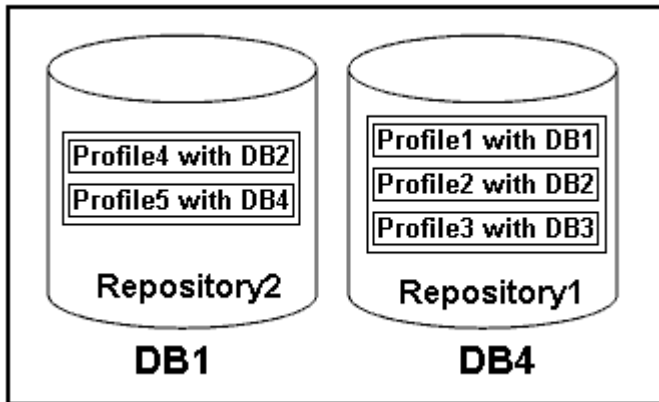 Profile4 with DB2
Profile5 with DB4
Repository2
DB1
Profile1 with DB1
Profile2 with DB2
Profile3 with DB3
Repository1
DB4